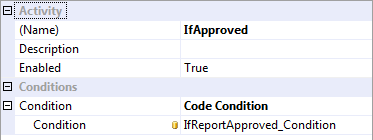 Activity
(Name) IfApproved
Description
Enabled True
Conditions
Condition Code Condition
Condition IfReportApproved_Condition